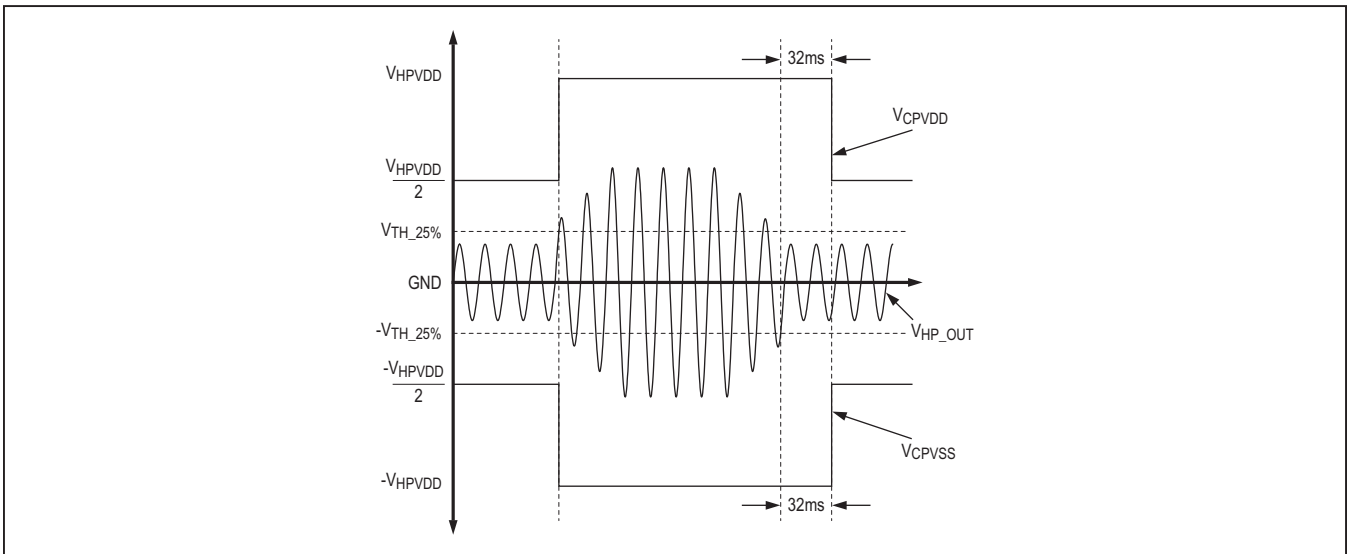 32ms
VHPVDD
VCPVDD
VHPVDD
2
VTH_25%
GND
-VTH_25%
VHP_OUT
-VHPVDD
2
VCPVSS
-VHPVDD
32ms